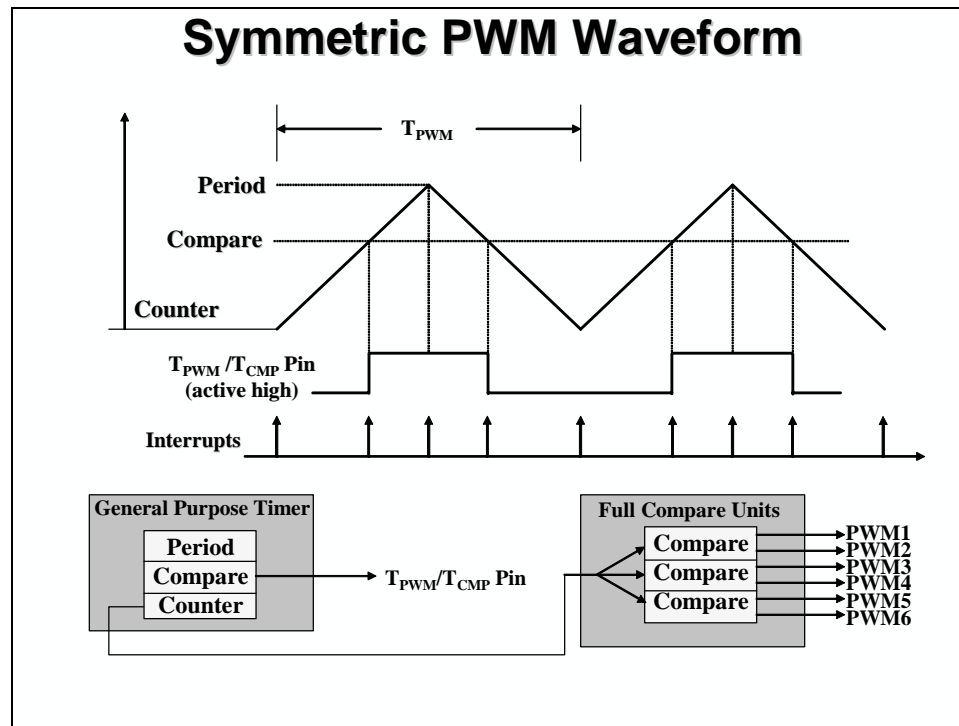 Symmetric PWM Waveform
TPWM
Period
Compare
Counter
TPWM /TCMP Pin
(active high)
Interrupts
General Purpose Timer
Period
Compare
Counter
TPWM/TCMP Pin
Full Compare Units
Compare
Compare
Compare
PWM1
PWM2
PWM3
PWM4
PWM5
PWM6